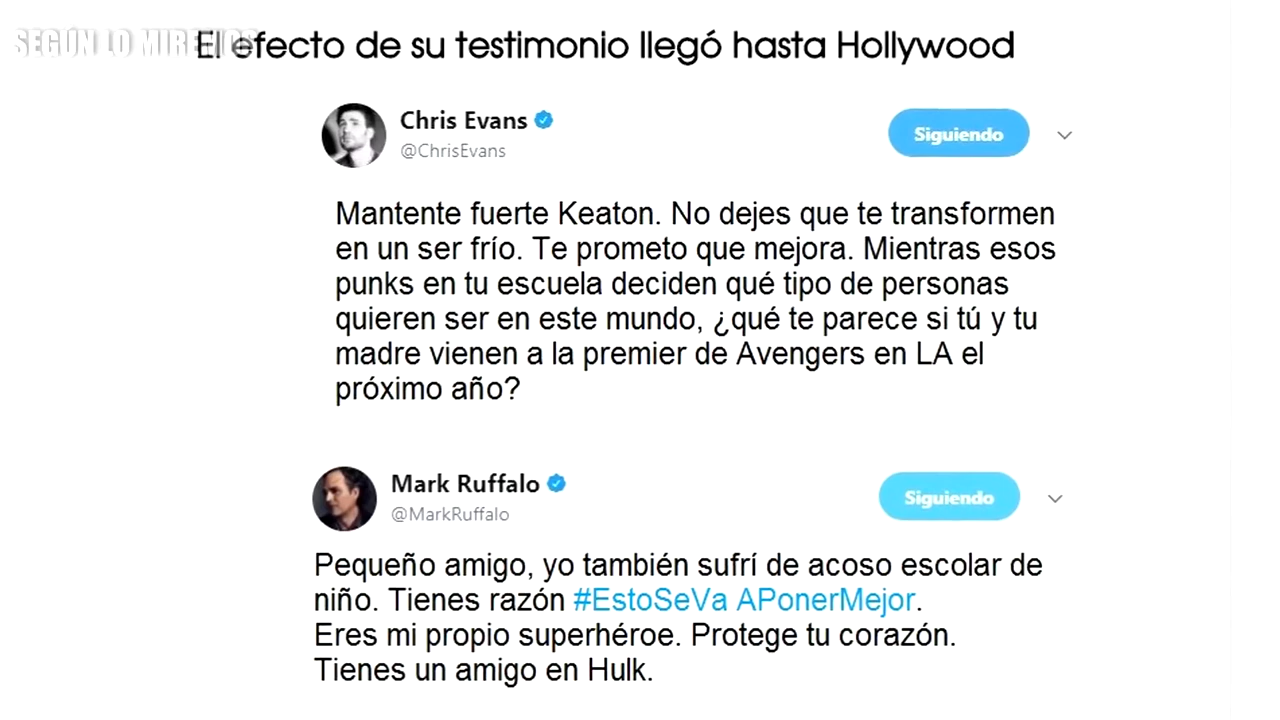 SEGÚN LO MIREMOS
El efecto de su testimonio llegó hasta Hollywood
Chris Evans
@ChrisEvans
Siguiendo
Mantente fuerte Keaton. No dejes que te transformen
en un ser frío. Te prometo que mejora. Mientras esos
punks en tu escuela deciden qué tipo de personas
quieren ser en este mundo, ¿qué te parece si tú y tu
madre vienen a la premier de Avengers en LA el
próximo año?
Mark Ruffalo
@MarkRuffalo
Siguiendo
Pequeño amigo, yo también sufrí de acoso escolar de
niño. Tienes razón #EstoSeVa APonerMejor.
Eres mi propio superhéroe. Protege tu corazón.
Tienes un amigo en Hulk.